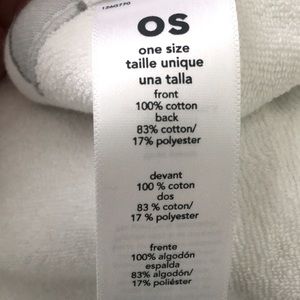 126G770
OS
one size
taille unique
una talla
front
100% cotton
back
83% cotton/
17% polyester
devant
100 % coton
dos
83 % coton/
17 % polyester
frente
100% algodón
espalda
83% algodón/
17% poliéster